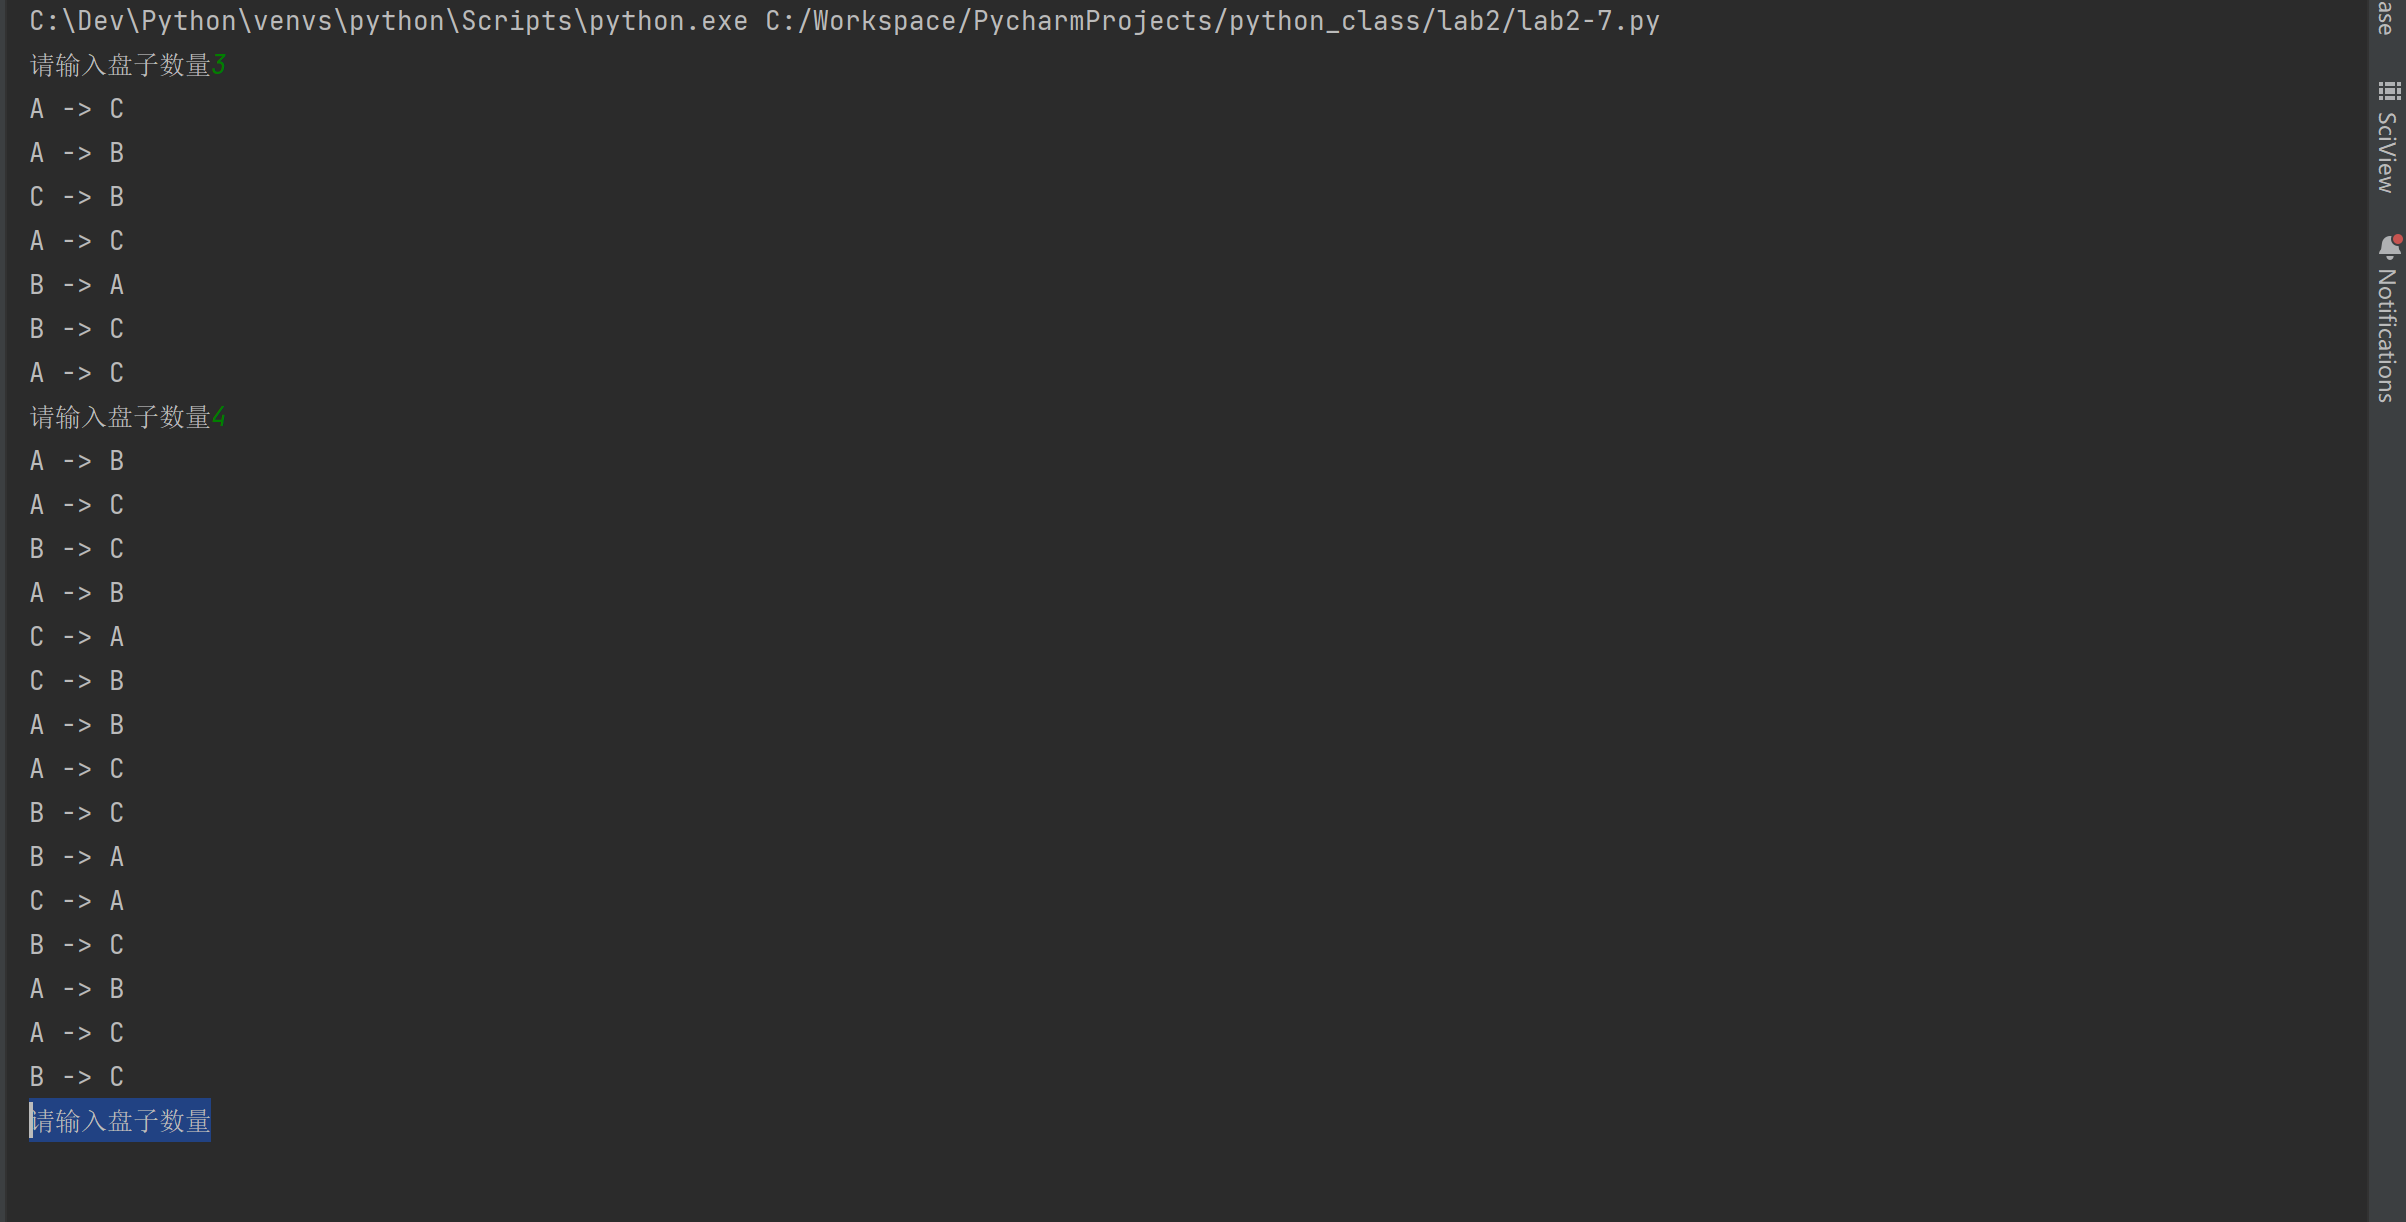 C:\Dev\Python\venvs\python\Scripts\python.exe C:/Workspace/PycharmProjects/python_class/lab2/lab2-7.py
请输入盘子数量3
A -> C
A -> B
C -> B
A -> C
B -> A
B -> C
A -> C
请输入盘子数量4
A -> B
A -> C
B -> C
A -> B
C -> A
C -> B
A -> B
A -> C
B -> C
B -> A
C -> A
B -> C
A -> B
A -> C
B -> C
请输入盘子数量
ase
SciView
Notifications